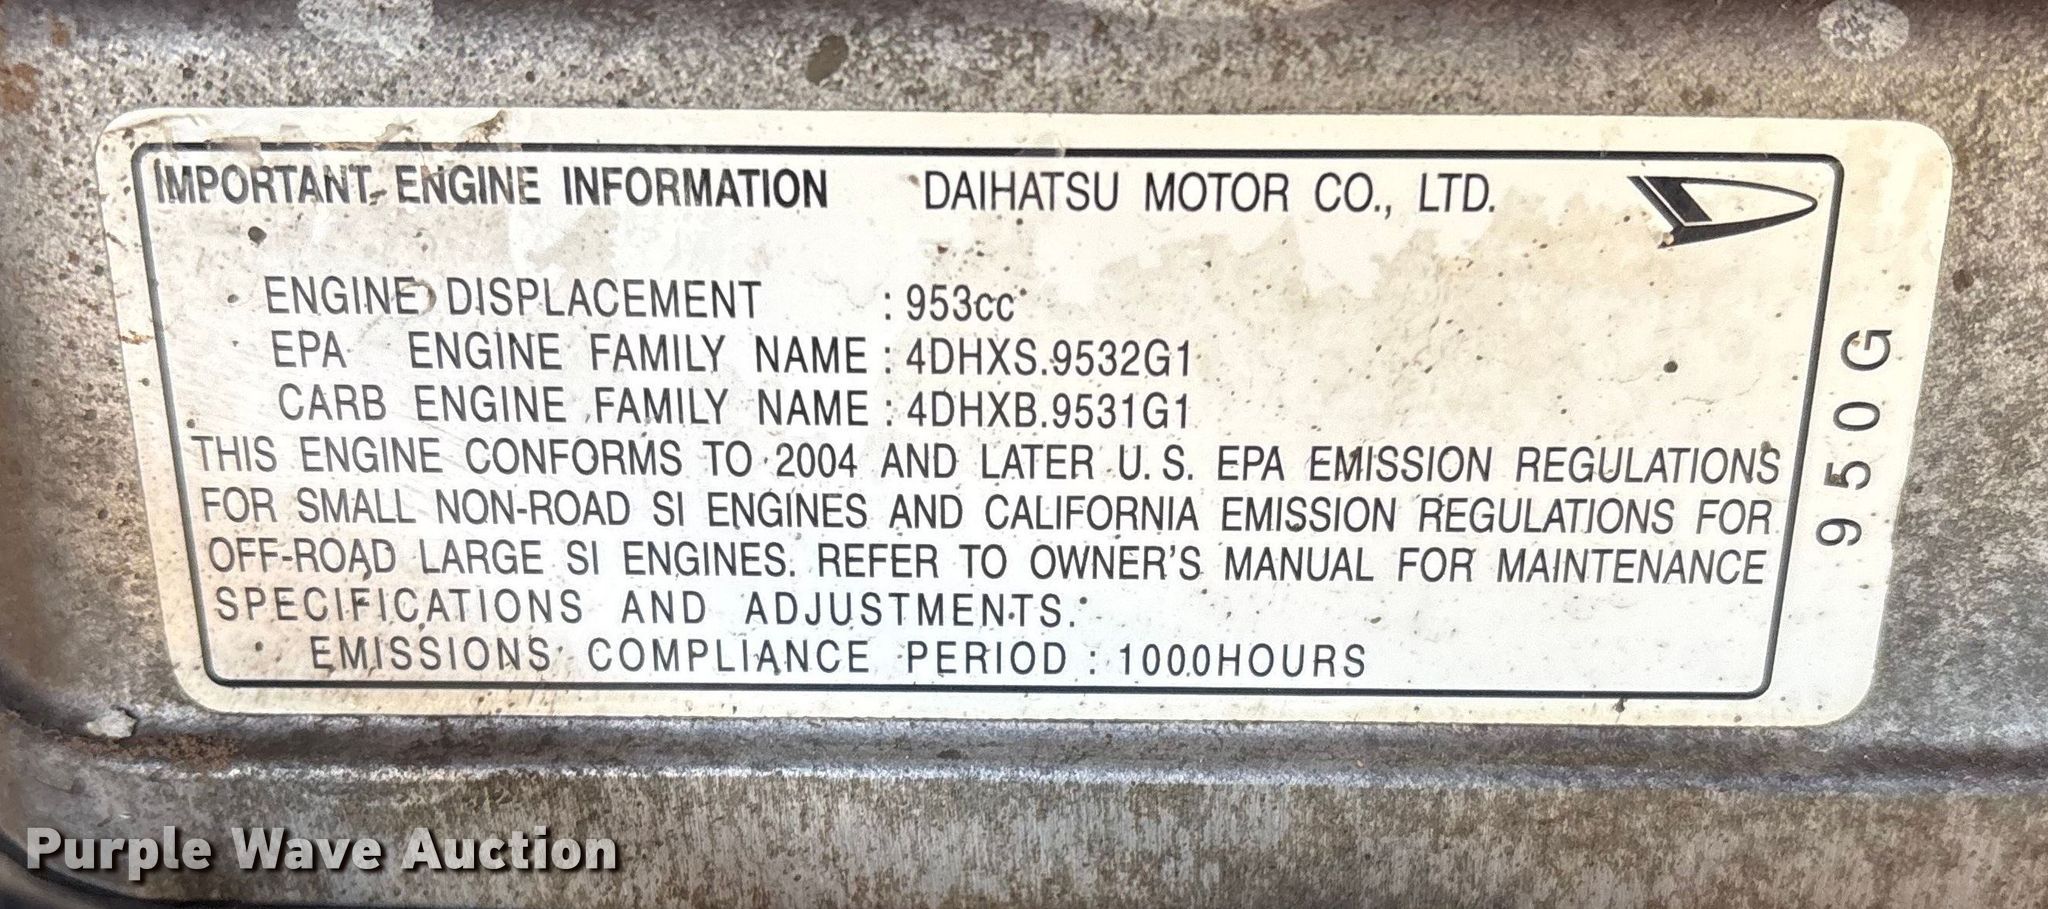 IMPORTANT ENGINE INFORMATION DAIHATSU MOTOR CO., LTD.
ENGINE DISPLACEMENT : 953cc
EPA ENGINE FAMILY NAME : 4DHXS.9532G1
CARB ENGINE FAMILY NAME : 4DHXB.9531G1
THIS ENGINE CONFORMS TO 2004 AND LATER U.S. EPA EMISSION REGULATIONS
FOR SMALL NON-ROAD SI ENGINES AND CALIFORNIA EMISSION REGULATIONS FOR
OFF-ROAD LARGE SI ENGINES. REFER TO OWNER'S MANUAL FOR MAINTENANCE
SPECIFICATIONS AND ADJUSTMENTS.
EMISSIONS COMPLIANCE PERIOD : 1000HOURS
950G
Purple Wave Auction